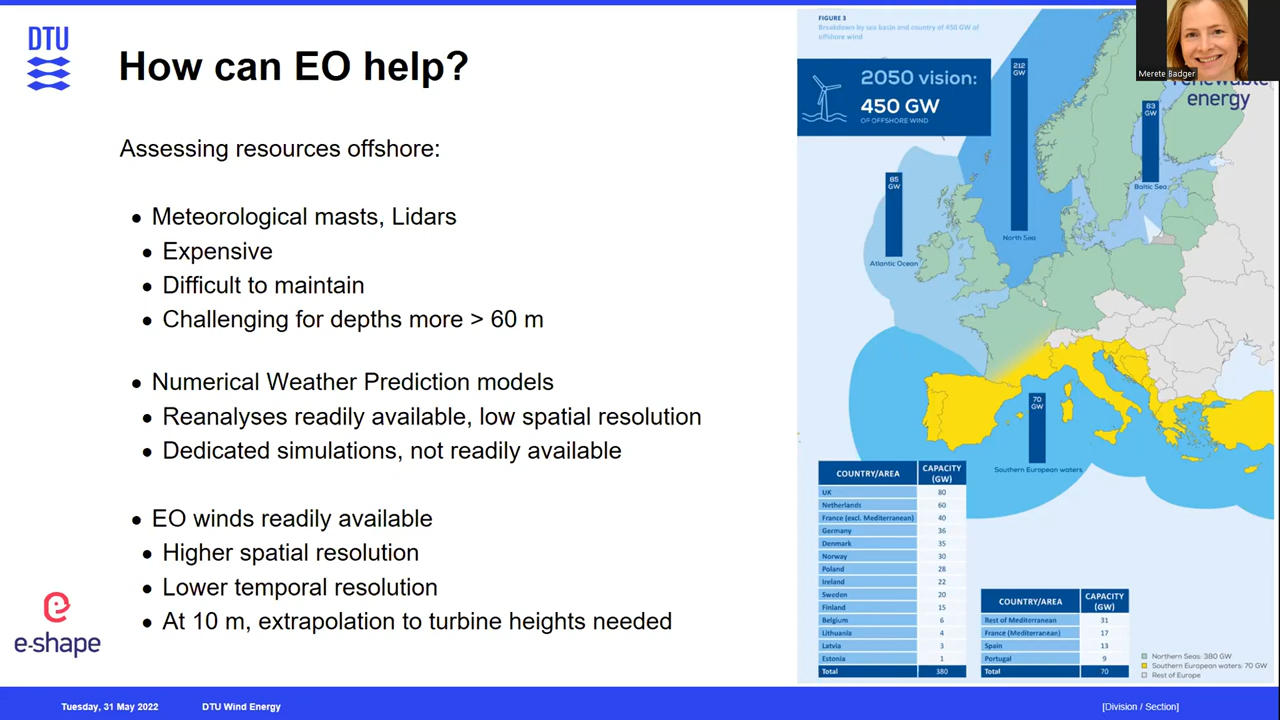 DTU
How can EO help?
Assessing resources offshore:
• Meteorological masts, Lidars
• Expensive
• Difficult to maintain
• Challenging for depths more > 60 m
• Numerical Weather Prediction models
• Reanalyses readily available, low spatial resolution
• Dedicated simulations, not readily available
• EO winds readily available
• Higher spatial resolution
• Lower temporal resolution
• At 10 m, extrapolation to turbine heights needed
e-shape
FIGURE 3
Breakdown by sea basin and country of 450 GW of
offshore wind
2050 vision:
450 GW
OF OFFSHORE WIND
Merete Badger
renewable
energy
212
GW
North Sea
63
GW
Baltic Sea
85
GW
Atlantic Ocean
70
GW
Southern European waters
COUNTRY/AREA CAPACITY (GW)
UK 80
Netherlands 60
France (excl. Mediterranean) 40
Germany 36
Denmark 35
Norway 30
Poland 28
Ireland 22
Sweden 20
Finland 15
Belgium 6
Lithuania 4
Latvia 3
Estonia 1
Total 380
COUNTRY/AREA CAPACITY (GW)
Rest of Mediterranean 31
France (Mediterranean) 17
Spain 13
Portugal 9
Total 70
Northern Seas: 380 GW
Southern European waters: 70 GW
Rest of Europe
Tuesday, 31 May 2022 DTU Wind Energy [Division / Section]